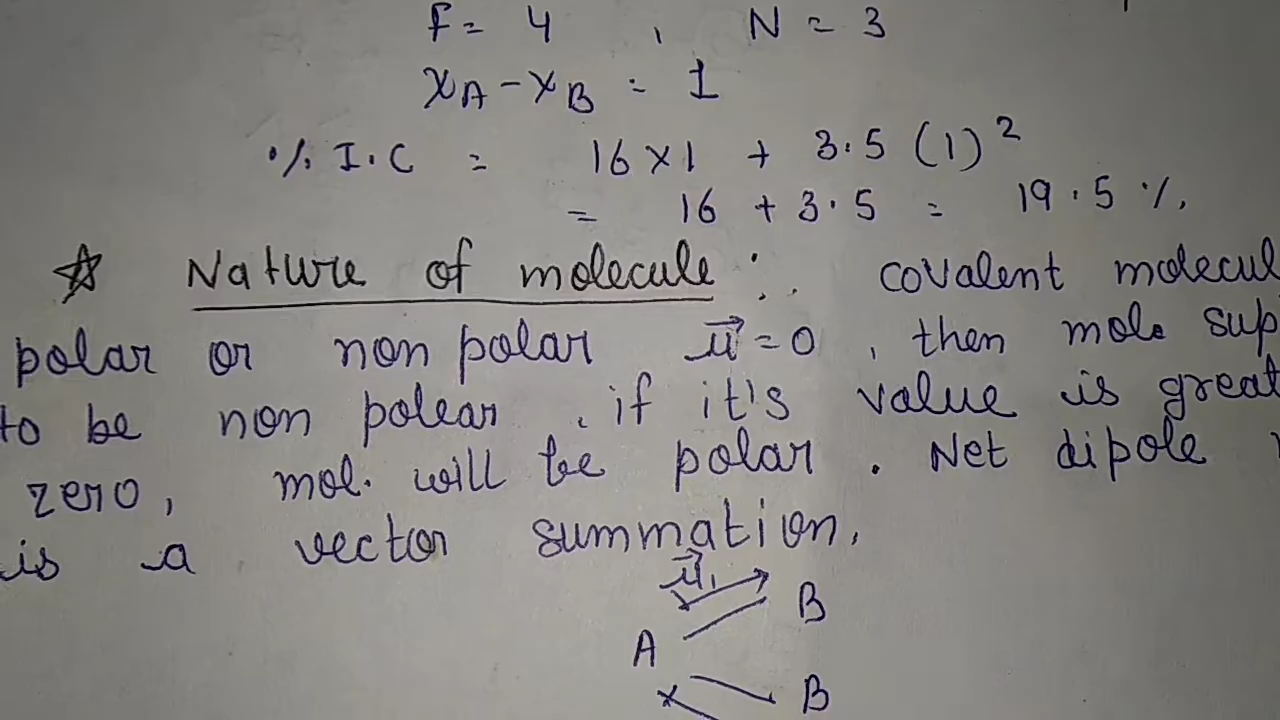 F = 4 , N = 3
XA - XB = 1
% I.C = 16 x 1 + 3.5 (1)²
= 16 + 3.5 = 19.5 %.
☆ Nature of molecule : covalent molecul
polar or non polar μ⃗ = 0 , then mole sup
to be non polear . if it's value is great
zero, mol. will be polar . Net dipole
is a vector summation.
μ⃗₁
B
A
B